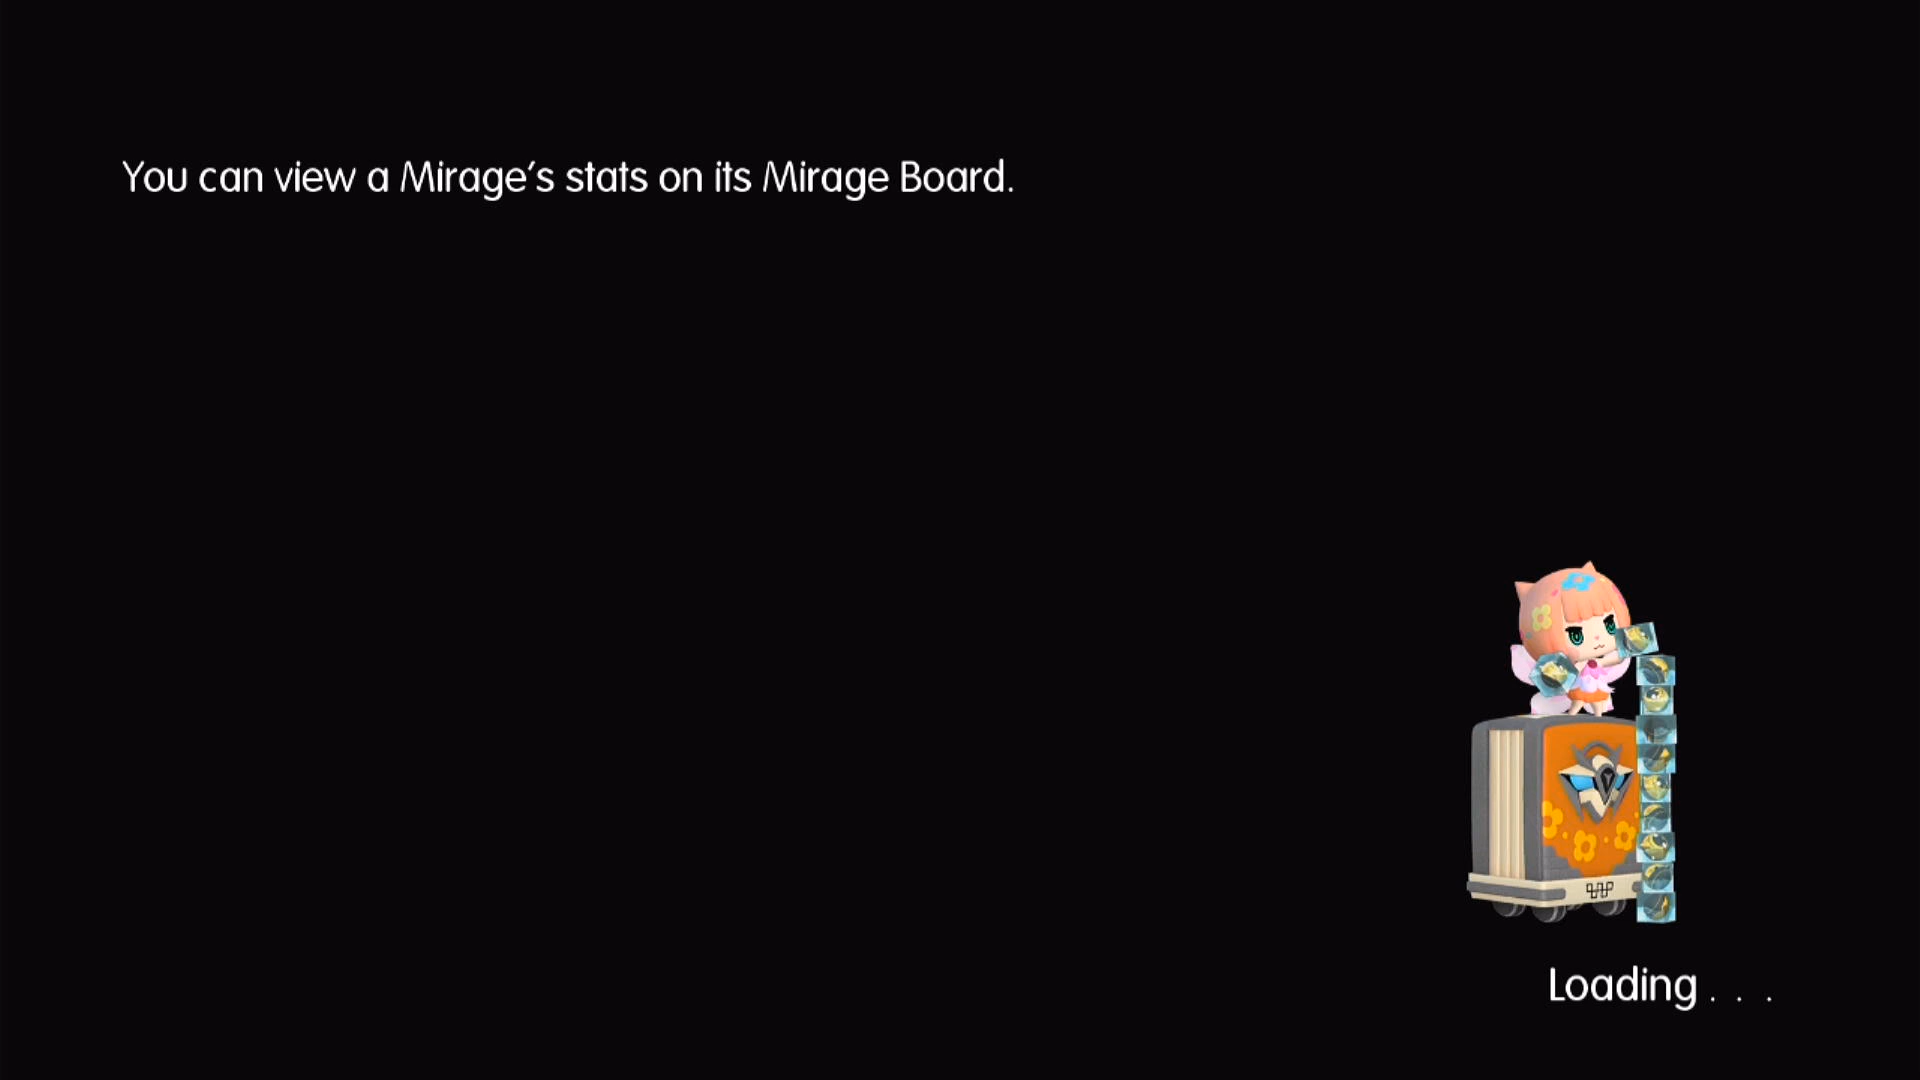 You can view a Mirage's stats on its Mirage Board.
Loading . . .